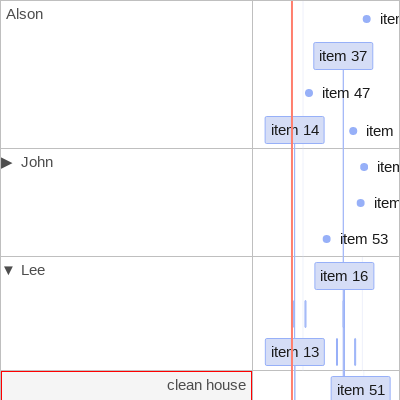 Alson
item
item 37
item 47
item 14
item
▶ John
item
item
item 53
▼ Lee
item 16
item 13
clean house
item 51